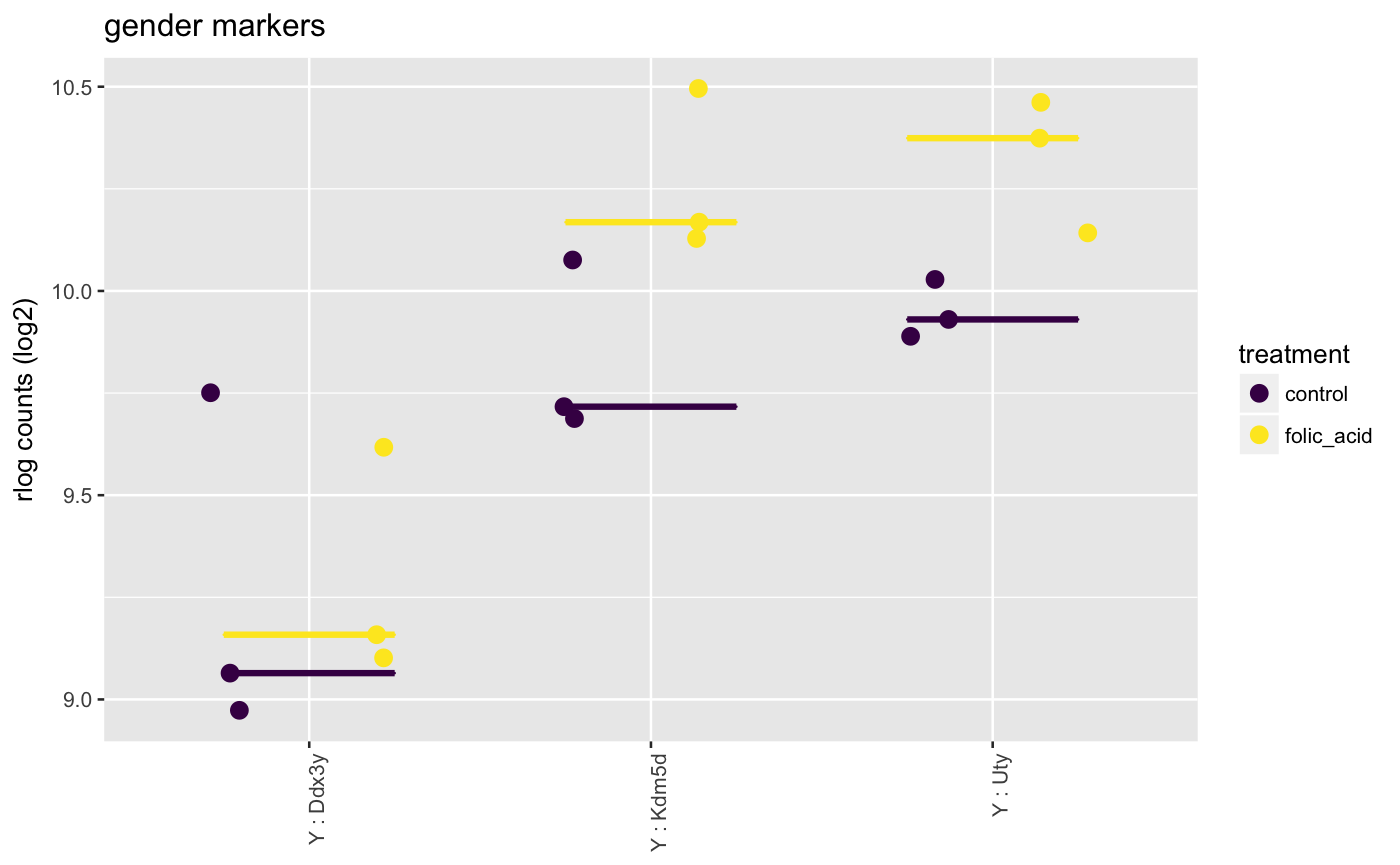 gender markers
rlog counts (log2)
10.5
10.0
9.5
9.0
Y : Ddx3y
Y : Kdm5d
Y : Uty
treatment
control
folic_acid